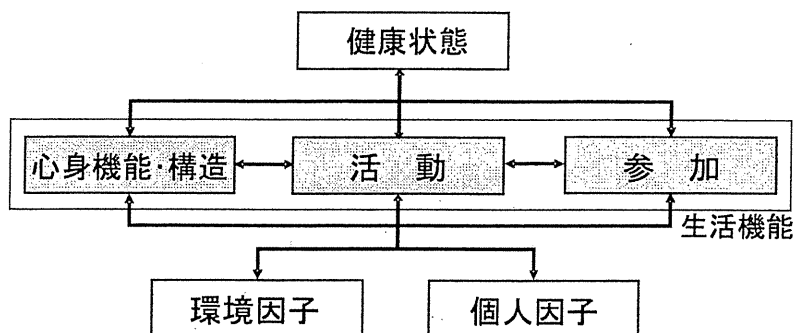 健康状態
心身機能･構造
活　動
参　加
生活機能
環境因子
個人因子